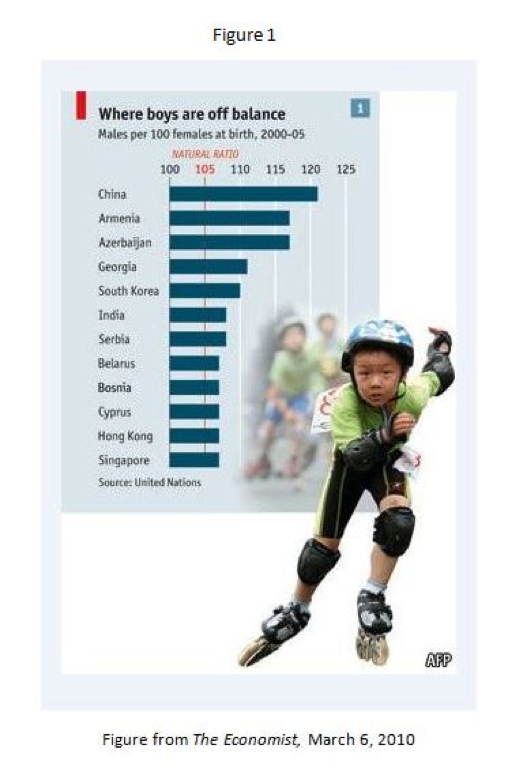 Figure 1
Where boys are off balance
1
Males per 100 females at birth, 2000-05
NATURAL RATIO
100 105 110 115 120 125
China
Armenia
Azerbaijan
Georgia
South Korea
India
Serbia
Belarus
Bosnia
Cyprus
Hong Kong
Singapore
Source: United Nations
AFP
Figure from The Economist, March 6, 2010